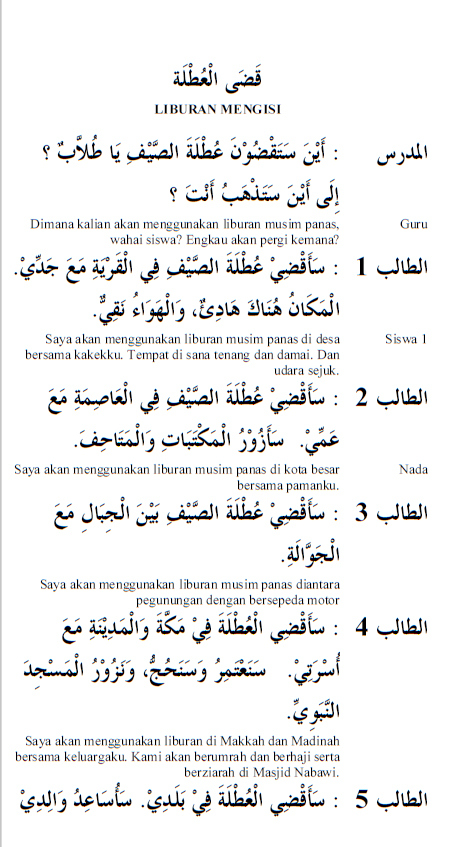 قَضَى الْعُطْلَة
LIBURAN MENGISI
المدرس : أَيْنَ سَتَقْضُوْنَ عُطْلَةَ الصَّيْفِ يَا طُلاَّبٌ ؟
إِلَى أَيْنَ سَتَذْهَبُ أَنْتَ ؟
Dimana kalian akan menggunakan liburan musim panas, Guru
wahai siswa? Engkau akan pergi kemana?
الطالب 1 : سَأَقْضِيْ عُطْلَةَ الصَّيْفِ فِي الْقَرْيَةِ مَعَ جَدِّيْ.
الْمَكَانُ هُنَاكَ هَادِئٌ، وَالْهَوَاءُ نَقِيٌّ.
Saya akan menggunakan liburan musim panas di desa Siswa 1
bersama kakekku. Tempat di sana tenang dan damai. Dan
udara sejuk.
الطالب 2 : سَأَقْضِيْ عُطْلَةَ الصَّيْفِ فِي الْعَاصِمَةِ مَعَ
عَمِّيْ. سَأَزُوْرُ الْمَكْتَبَاتِ وَالْمَتَاحِفَ.
Saya akan menggunakan liburan musim panas di kota besar Nada
bersama pamanku.
الطالب 3 : سَأَقْضِيْ عُطْلَةَ الصَّيْفِ بَيْنَ الْجِبَالِ مَعَ
الْجَوَّالَةِ.
Saya akan menggunakan liburan musim panas diantara
pegunungan dengan bersepeda motor
الطالب 4 : سَأَقْضِي الْعُطْلَةَ فِيْ مَكَّةَ وَالْمَدِيْنَةِ مَعَ
أُسْرَتِيْ. سَنَعْتَمِرُ وَسَنَحُجُّ، وَنَزُوْرُ الْمَسْجِدَ
النَّبَوِيِّ.
Saya akan menggunakan liburan di Makkah dan Madinah
bersama keluargaku. Kami akan berumrah dan berhaji serta
berziarah di Masjid Nabawi.
الطالب 5 : سَأَقْضِي الْعُطْلَةَ فِيْ بَلَدِيْ. سَأُسَاعِدُ وَالِدِيْ